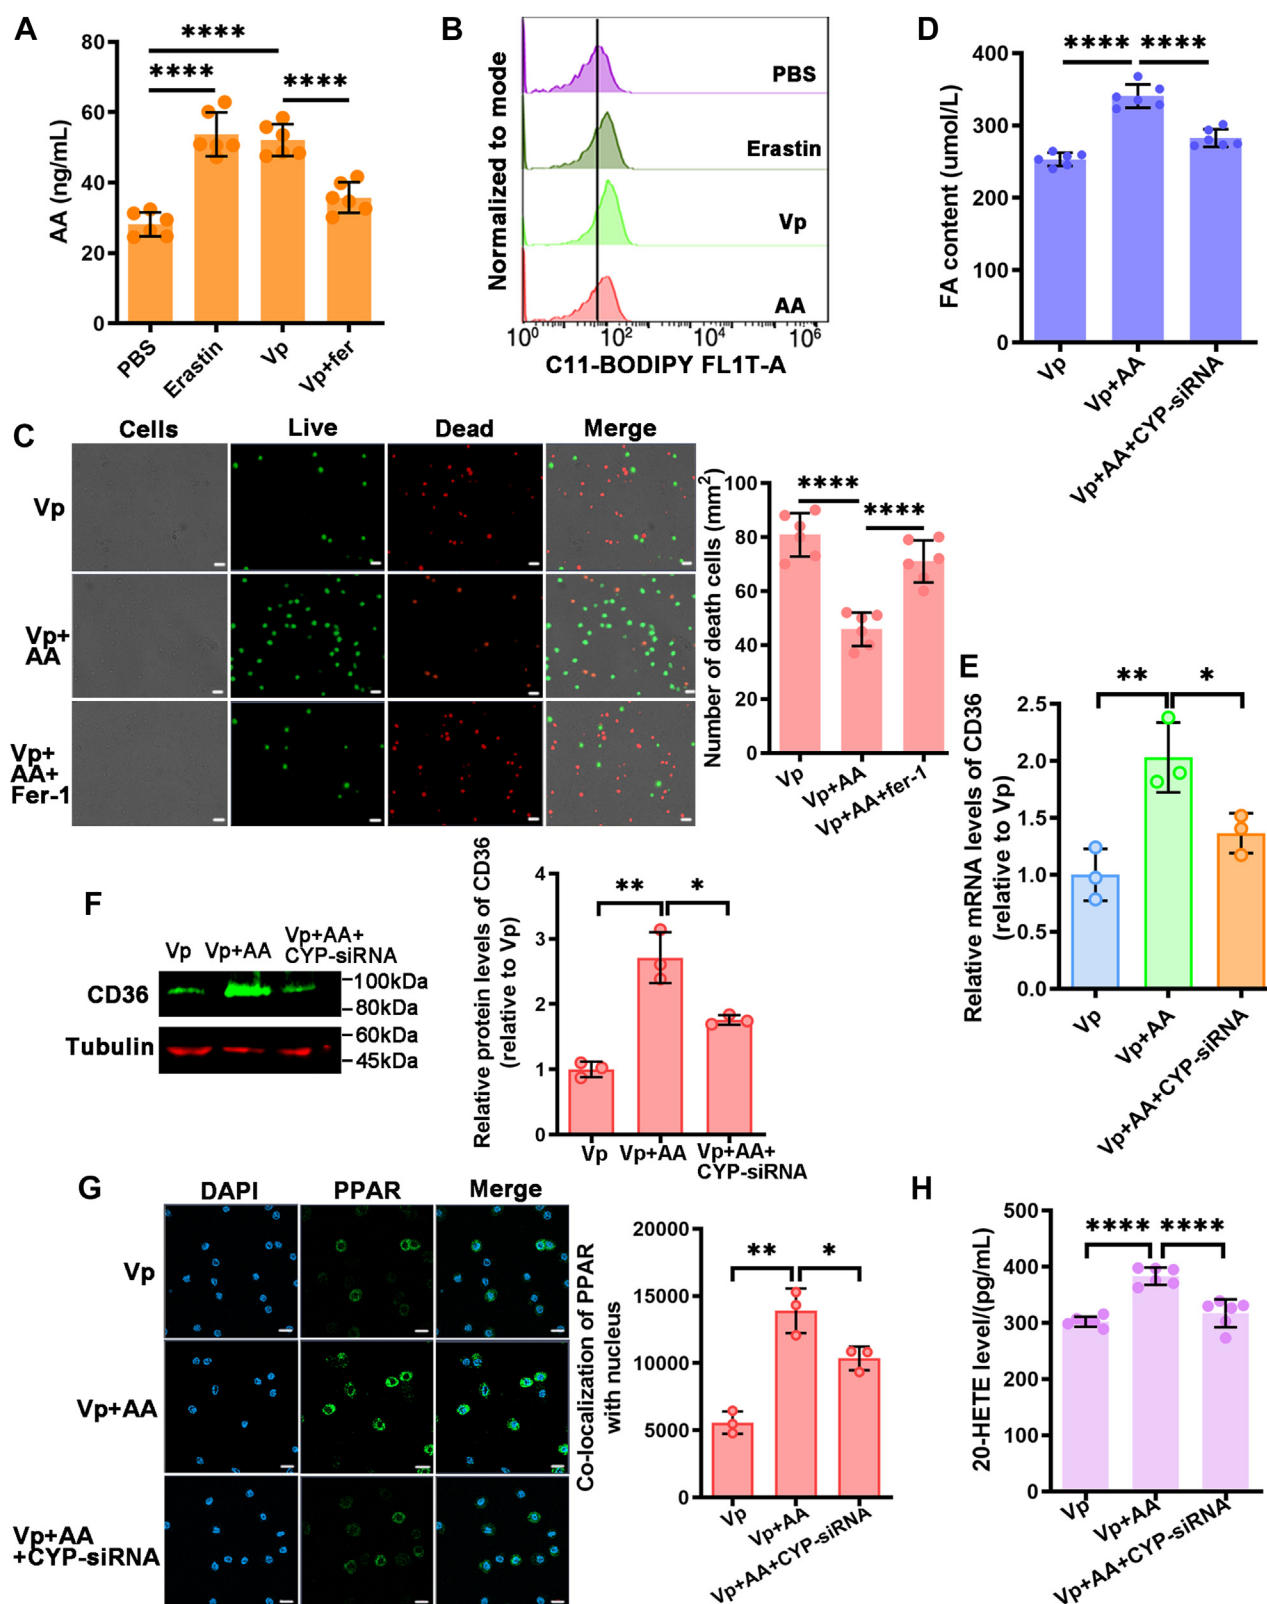 A
AA (ng/mL)
80
60
40
20
0
****
****
****
PBS
Erastin
Vp
Vp+fer
B
Normalized to mode
PBS
Erastin
Vp
AA
10^0 10^2 10^4 10^6
C11-BODIPY FL1T-A
D
FA content (umol/L)
400
300
200
100
0
**** ****
Vp
Vp+AA
Vp+AA+CYP-siRNA
C
Cells Live Dead Merge
Vp
Vp+
AA
Vp+
AA+
Fer-1
Number of death cells (mm²)
100
80
60
40
20
0
****
****
Vp
Vp+AA
Vp+AA+fer-1
E
Relative mRNA levels of CD36
(relative to Vp)
2.5
2.0
1.5
1.0
0.5
0.0
** *
Vp
Vp+AA
Vp+AA+CYP-siRNA
F
Vp Vp+AA Vp+AA+
CYP-siRNA
CD36
100kDa
80kDa
Tubulin
60kDa
45kDa
Relative protein levels of CD36
(relative to Vp)
4
3
2
1
0
** *
Vp Vp+AA Vp+AA+
CYP-siRNA
G
DAPI PPAR Merge
Vp
Vp+AA
Vp+AA
+CYP-siRNA
Co-localization of PPAR
with nucleus
20000
15000
10000
5000
0
** *
Vp
Vp+AA
Vp+AA+CYP-siRNA
H
20-HETE level/(pg/mL)
500
400
300
200
100
0
**** ****
Vp
Vp+AA
Vp+AA+CYP-siRNA